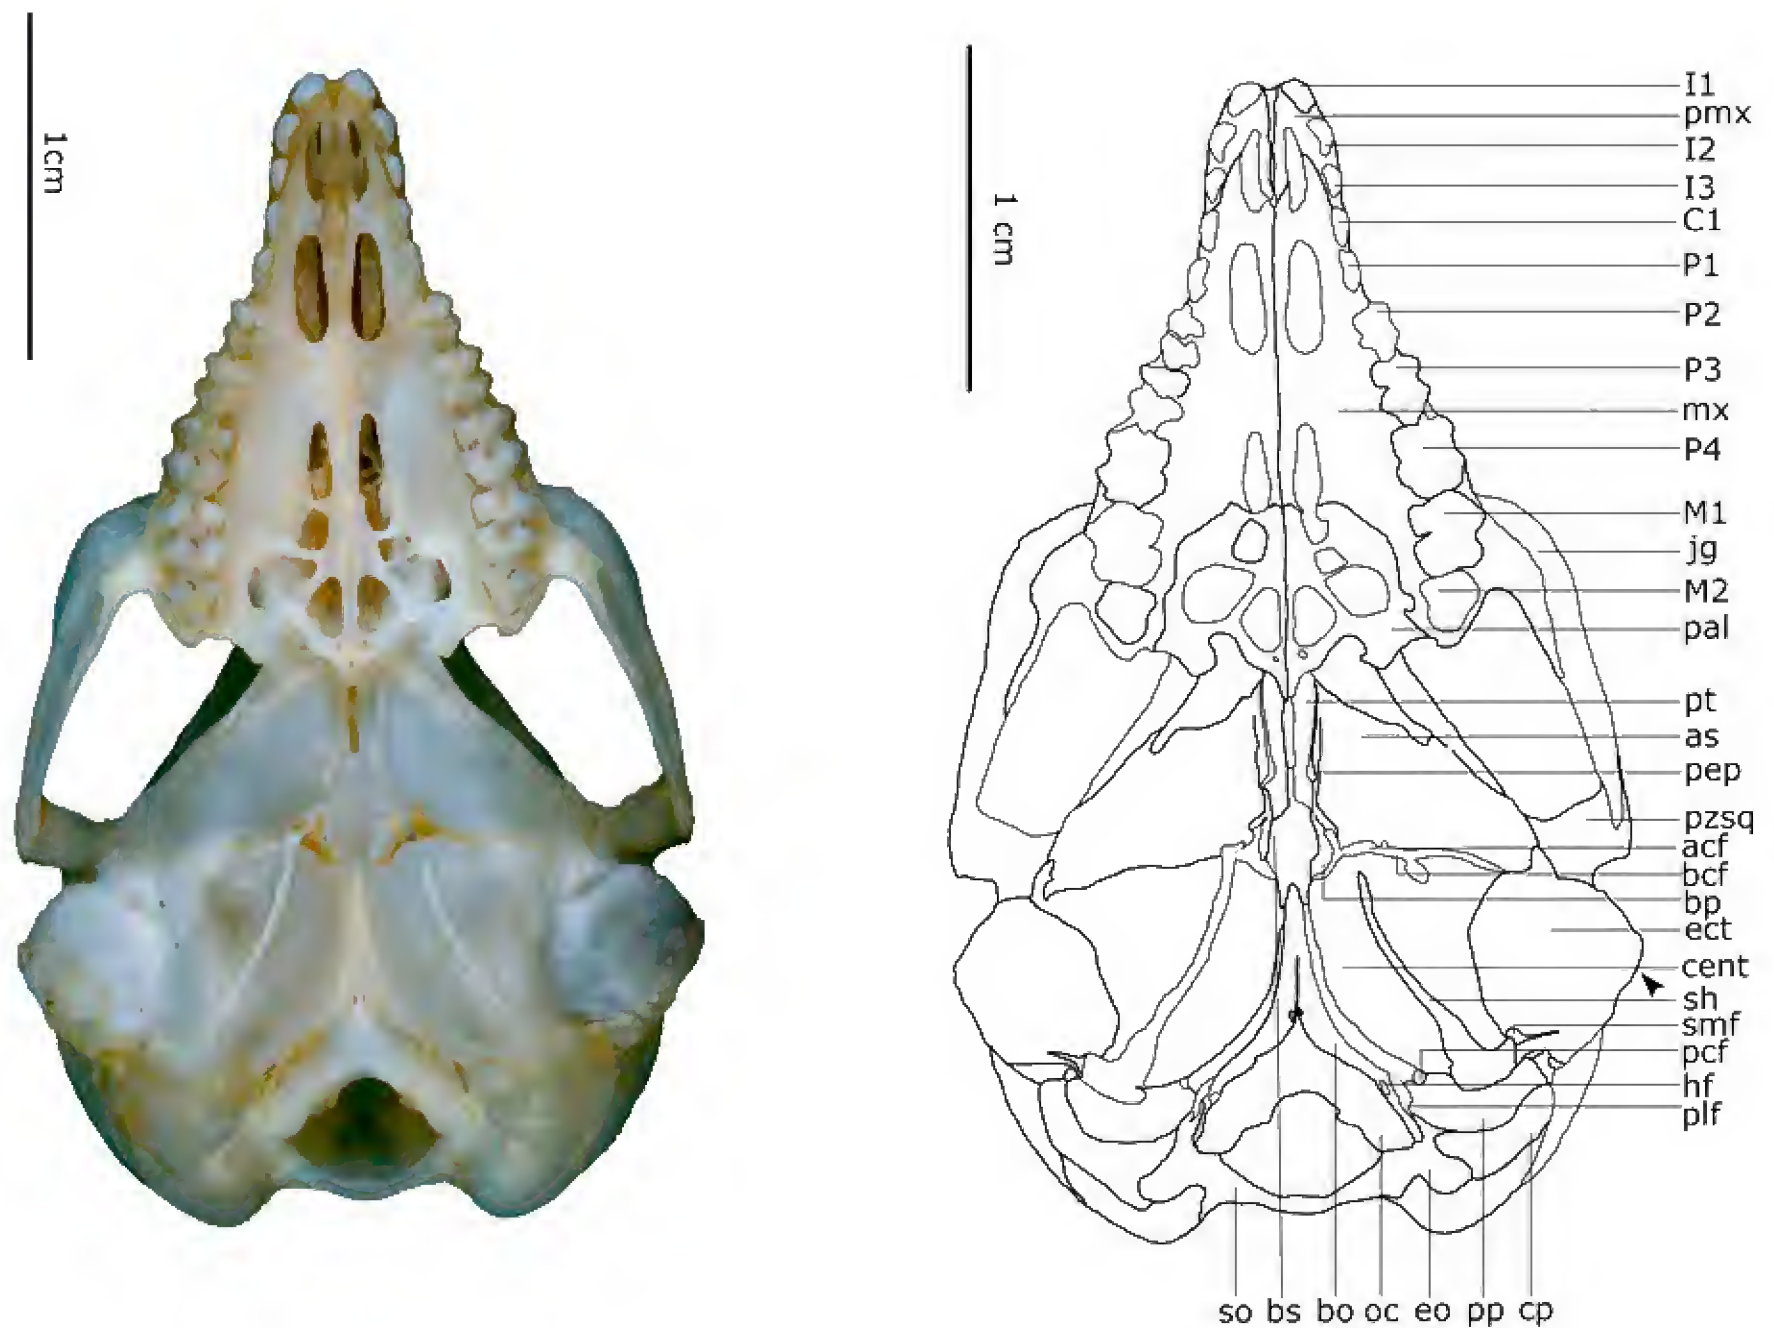 1cm
1 cm
I1
pmx
I2
I3
C1
P1
P2
P3
mx
P4
M1
jg
M2
pal
pt
as
pep
pzsq
acf
bcf
bp
ect
cent
sh
smf
pcf
hf
plf
so bs bo oc eo pp cp